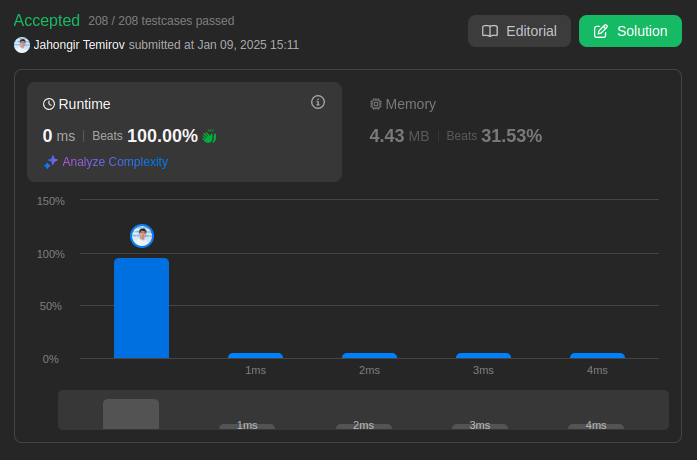 Accepted 208 / 208 testcases passed
Jahongir Temirov submitted at Jan 09, 2025 15:11
Editorial
Solution
Runtime
0 ms Beats 100.00%
Analyze Complexity
Memory
4.43 MB Beats 31.53%
150%
100%
50%
0%
1ms 2ms 3ms 4ms
1ms 2ms 3ms 4ms